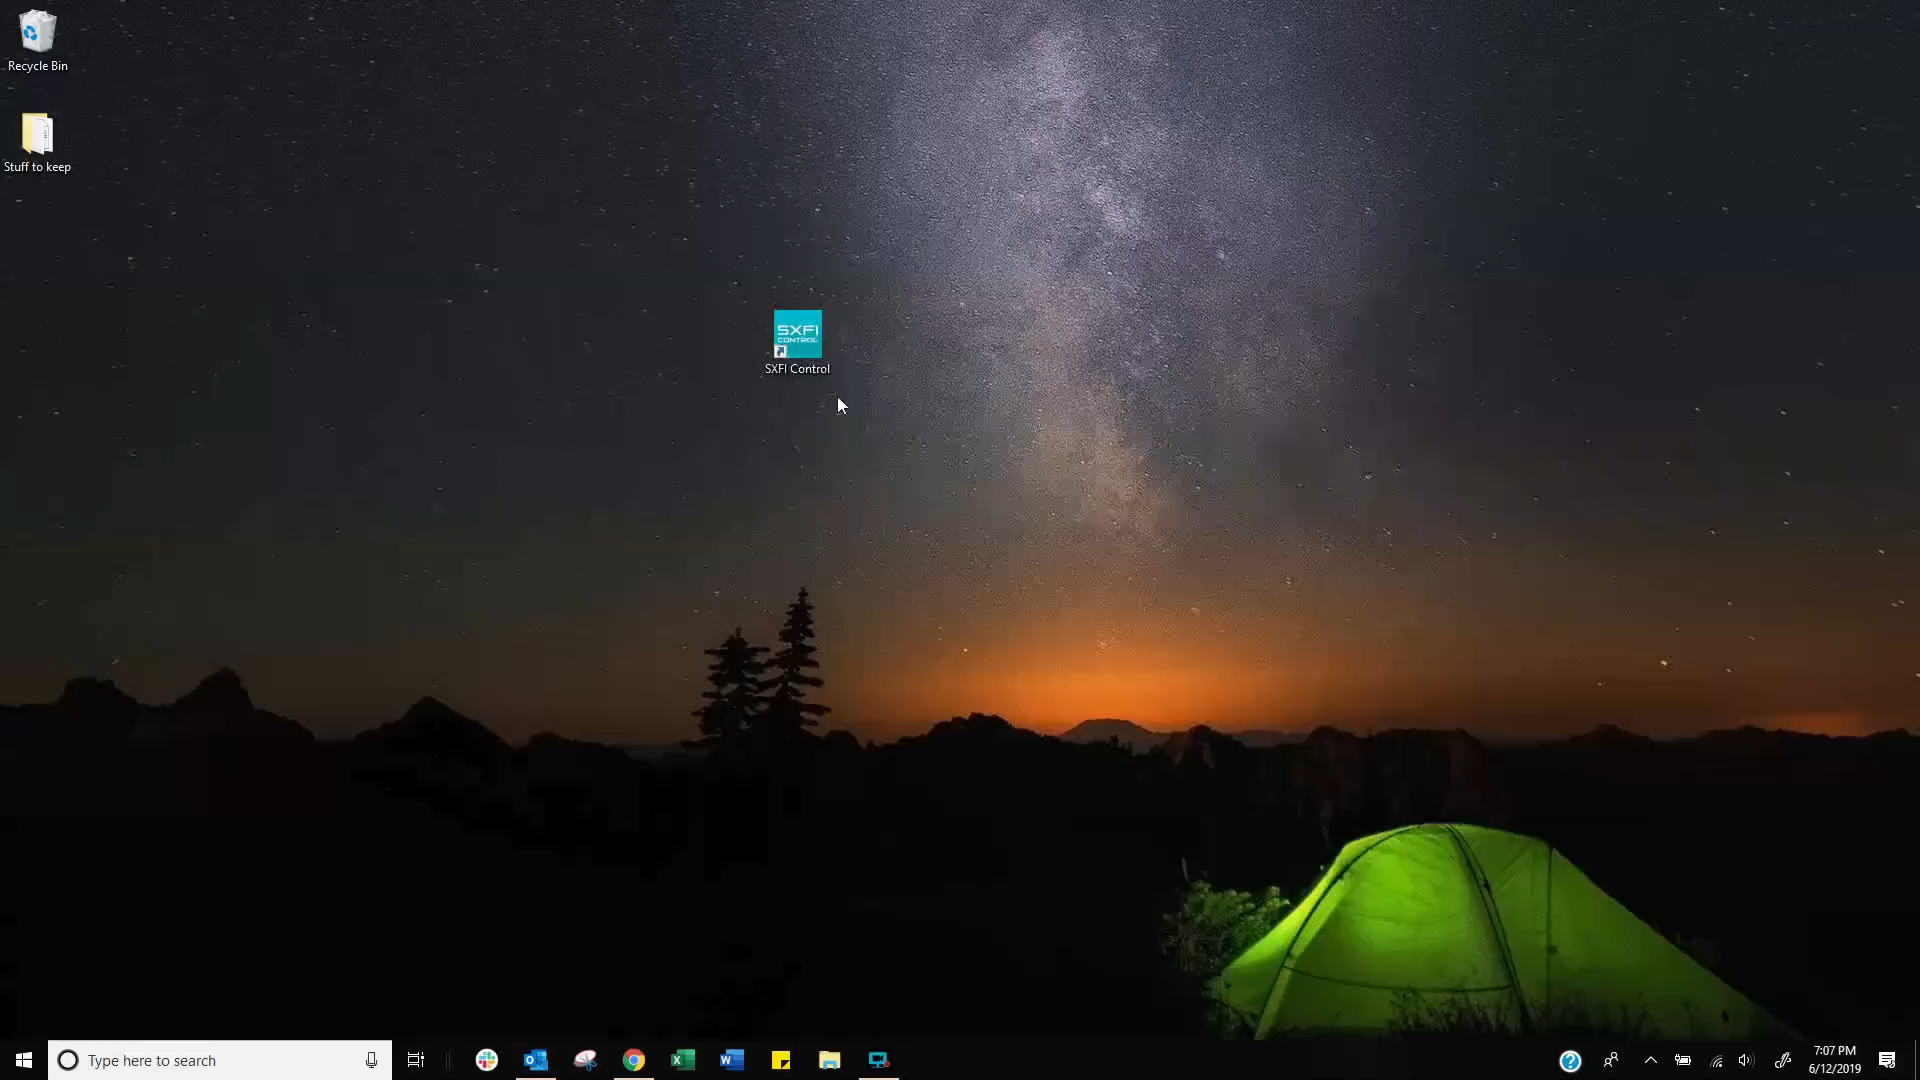 Recycle Bin
Stuff to keep
SXFI
CONTROL
SXFI Control
Type here to search
7:07 PM
6/12/2019